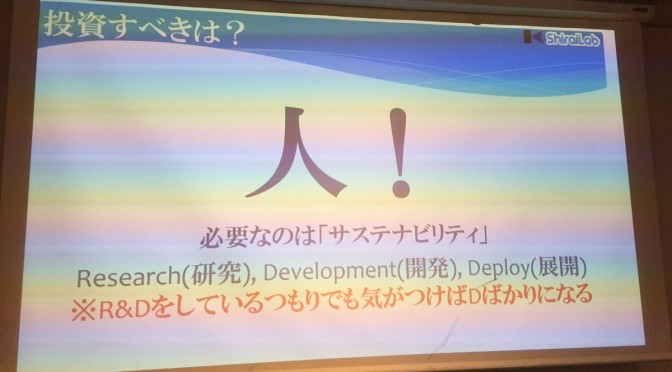 投資すべきは？
ShiraiLab
人！
必要なのは「サステナビリティ」
Research(研究), Development(開発), Deploy(展開)
※R&Dをしているつもりでも気がつけばDばかりになる